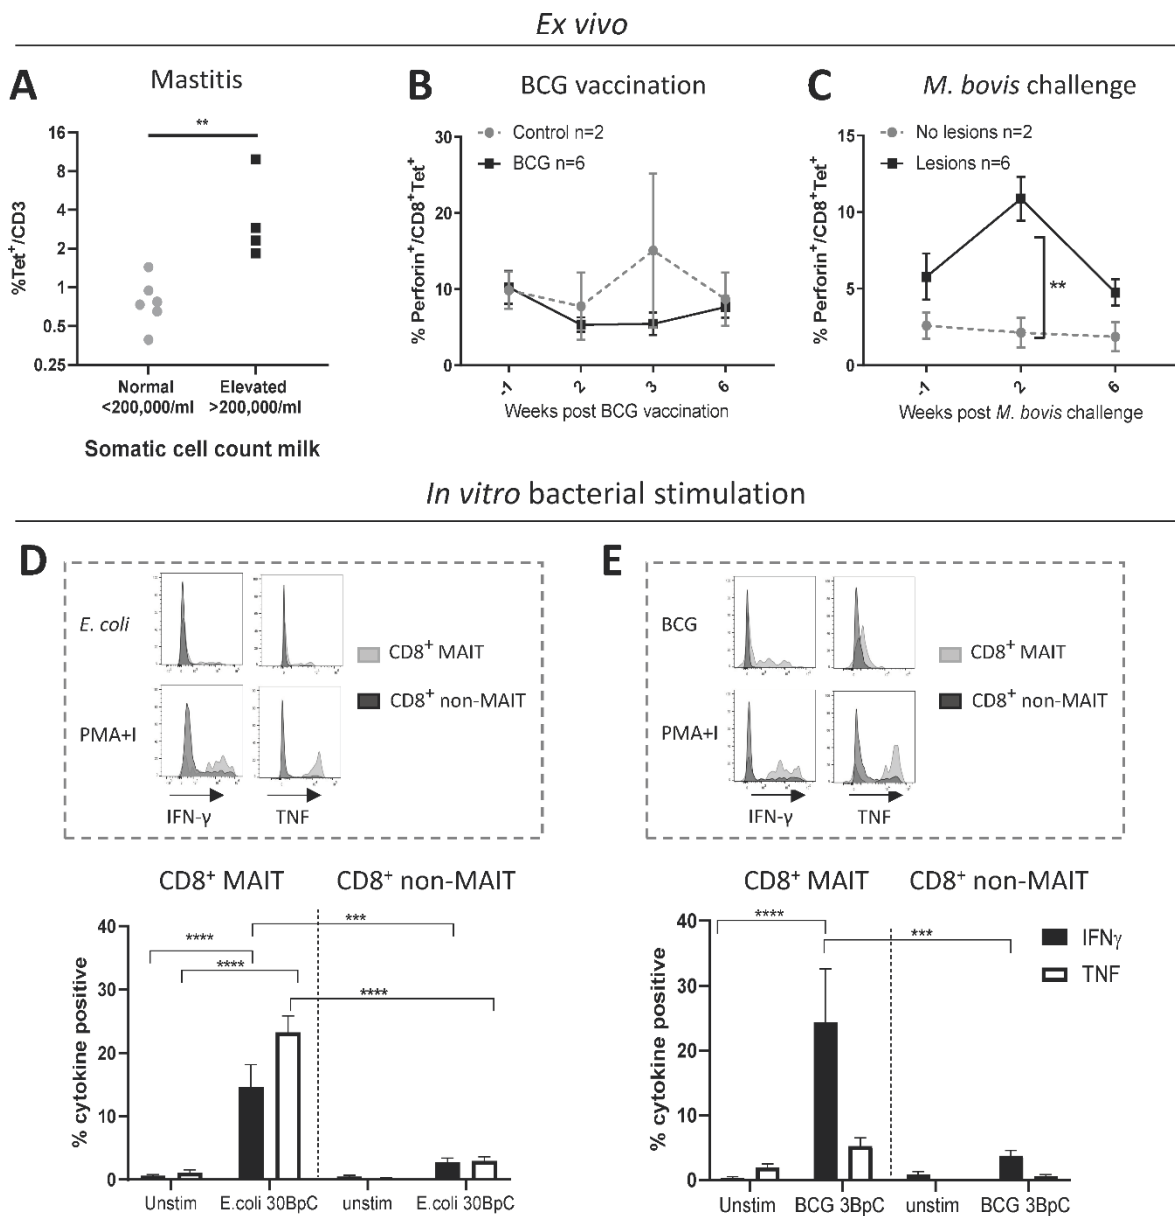 Ex vivo
A
Mastitis
**
%Tet+/CD3
16
8
4
2
1
0.5
0.25
Normal
<200,000/ml
Elevated
>200,000/ml
Somatic cell count milk
B
BCG vaccination
Control n=2
BCG n=6
% Perforin+/CD8+Tet+
30
20
10
0
-1
2
3
6
Weeks post BCG vaccination
C
M. bovis challenge
No lesions n=2
Lesions n=6
% Perforin+/CD8+Tet+
15
10
5
0
**
-1
2
6
Weeks post M. bovis challenge
In vitro bacterial stimulation
D
E. coli
PMA+I
CD8+ MAIT
CD8+ non-MAIT
IFN-γ
TNF
CD8+ MAIT
CD8+ non-MAIT
% cytokine positive
40
30
20
10
0
****
****
***
****
Unstim
E.coli 30BpC
unstim
E.coli 30BpC
E
BCG
PMA+I
CD8+ MAIT
CD8+ non-MAIT
IFN-γ
TNF
CD8+ MAIT
CD8+ non-MAIT
% cytokine positive
40
30
20
10
0
****
***
IFNγ
TNF
Unstim
BCG 3BpC
unstim
BCG 3BpC